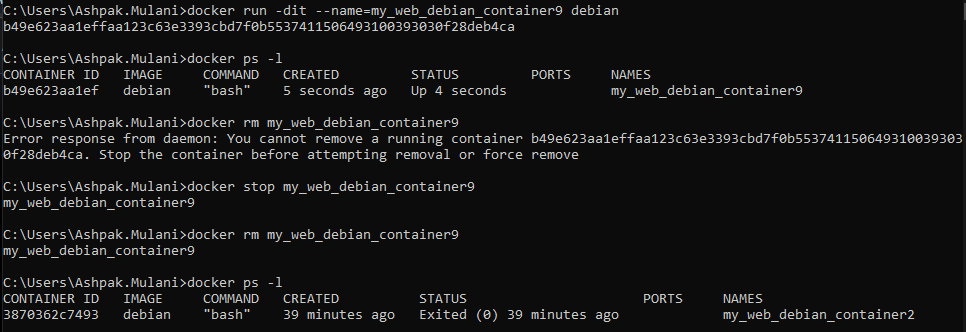 C:\Users\Ashpak.Mulani>docker run -dit --name=my_web_debian_container9 debian
b49e623aa1effaa123c63e3393cbd7f0b5537411506493100393030f28deb4ca
C:\Users\Ashpak.Mulani>docker ps -l
CONTAINER ID   IMAGE    COMMAND   CREATED         STATUS         PORTS     NAMES
b49e623aa1ef   debian   "bash"    5 seconds ago   Up 4 seconds             my_web_debian_container9
C:\Users\Ashpak.Mulani>docker rm my_web_debian_container9
Error response from daemon: You cannot remove a running container b49e623aa1effaa123c63e3393cbd7f0b553741150649310039303
0f28deb4ca. Stop the container before attempting removal or force remove
C:\Users\Ashpak.Mulani>docker stop my_web_debian_container9
my_web_debian_container9
C:\Users\Ashpak.Mulani>docker rm my_web_debian_container9
my_web_debian_container9
C:\Users\Ashpak.Mulani>docker ps -l
CONTAINER ID   IMAGE    COMMAND   CREATED          STATUS                      PORTS     NAMES
3870362c7493   debian   "bash"    39 minutes ago   Exited (0) 39 minutes ago             my_web_debian_container2